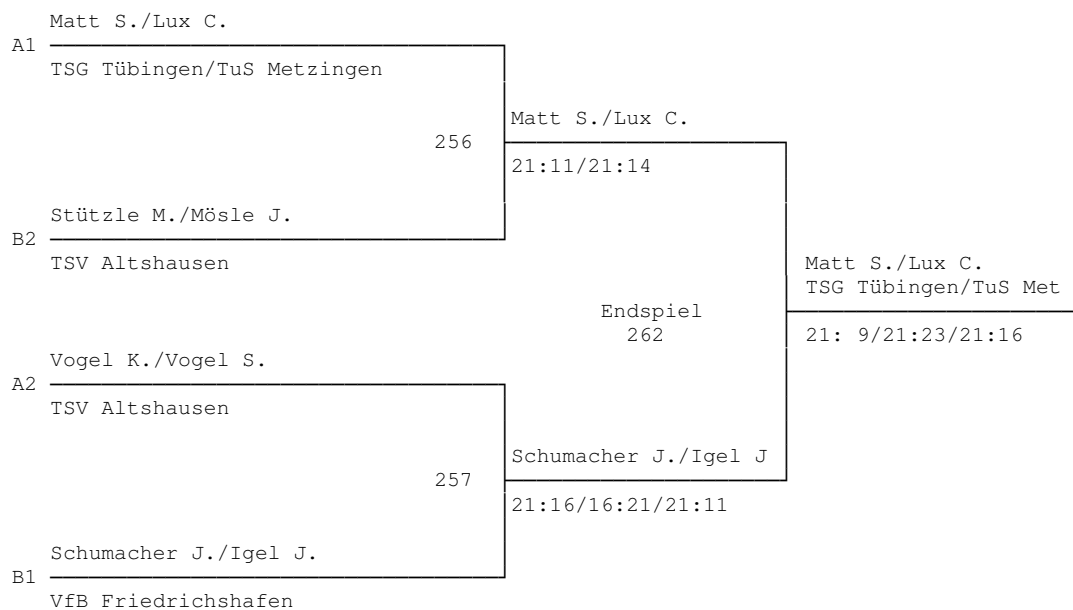 Matt S./Lux C.
A1
TSG Tübingen/TuS Metzingen
Matt S./Lux C.
256
21:11/21:14
Stützle M./Mösle J.
B2
TSV Altshausen
Matt S./Lux C.
TSG Tübingen/TuS Met
Endspiel
262
21: 9/21:23/21:16
Vogel K./Vogel S.
A2
TSV Altshausen
Schumacher J./Igel J
257
21:16/16:21/21:11
Schumacher J./Igel J.
B1
VfB Friedrichshafen